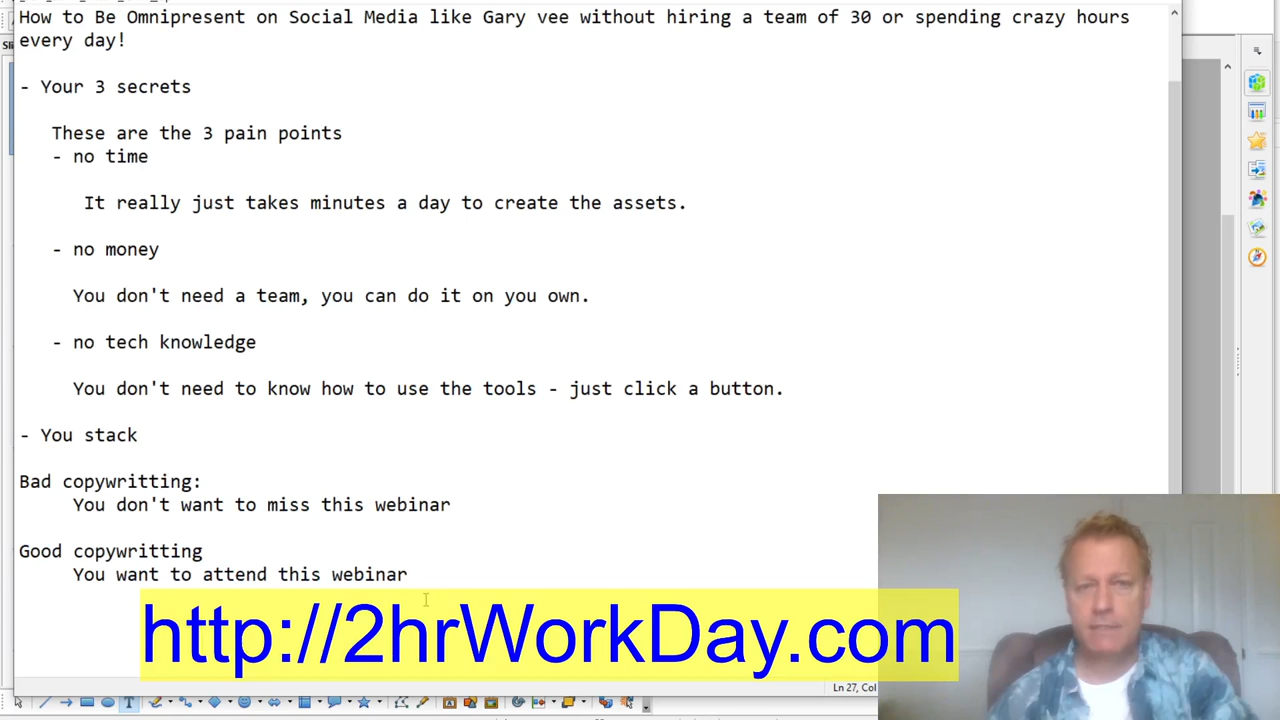 How to Be Omnipresent on Social Media like Gary vee without hiring a team of 30 or spending crazy hours
every day!
- Your 3 secrets
These are the 3 pain points
- no time
It really just takes minutes a day to create the assets.
- no money
You don't need a team, you can do it on you own.
- no tech knowledge
You don't need to know how to use the tools - just click a button.
- You stack
Bad copywritting:
You don't want to miss this webinar
Good copywritting
You want to attend this webinar
http://2hrWorkDay.com
Ln 27, Col